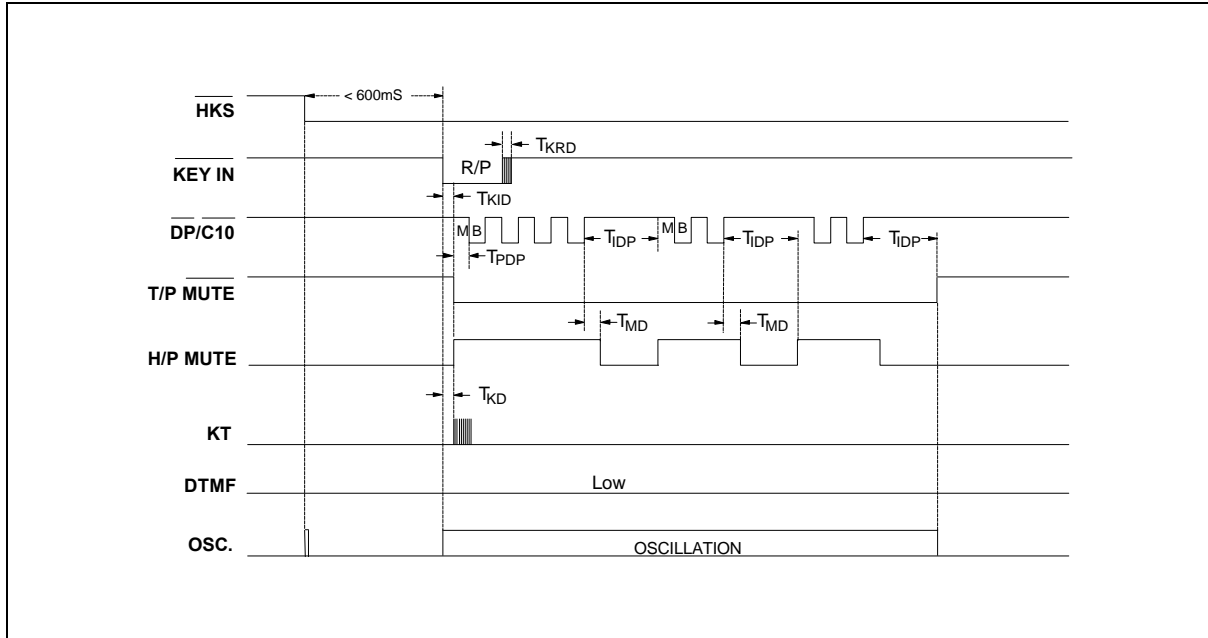 < 600mS
HKS
TKRD
R/P
KEY IN
TKID
DP/C10
M B
TIDP
M B
TIDP
TIDP
TPDP
T/P MUTE
TMD
TMD
H/P MUTE
TKD
KT
DTMF
Low
OSC.
OSCILLATION